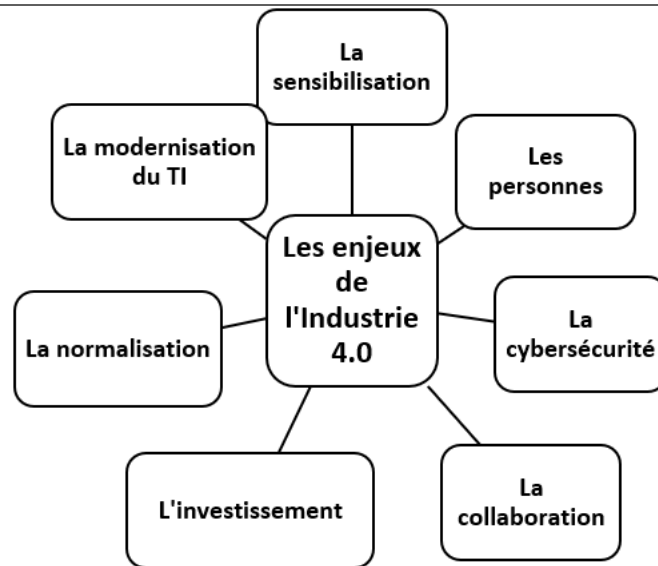 La
sensibilisation
La modernisation
du TI
Les
personnes
Les enjeux
de
l'Industrie
4.0
La
cybersécurité
La normalisation
L'investissement
La
collaboration